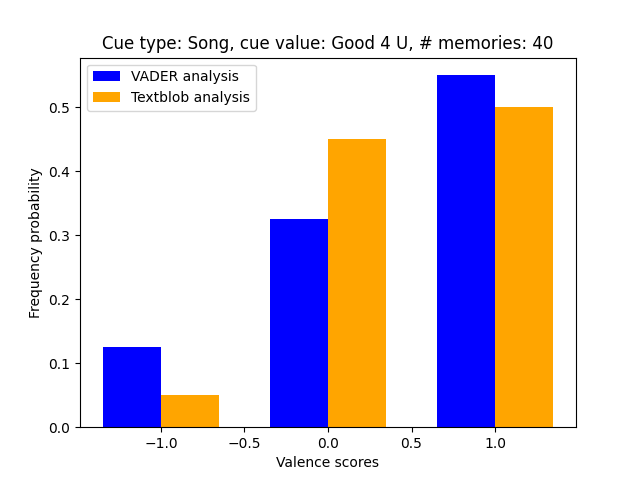 Cue type: Song, cue value: Good 4 U, # memories: 40
VADER analysis
Textblob analysis
Frequency probability
0.5
0.4
0.3
0.2
0.1
0.0
−1.0 −0.5 0.0 0.5 1.0
Valence scores